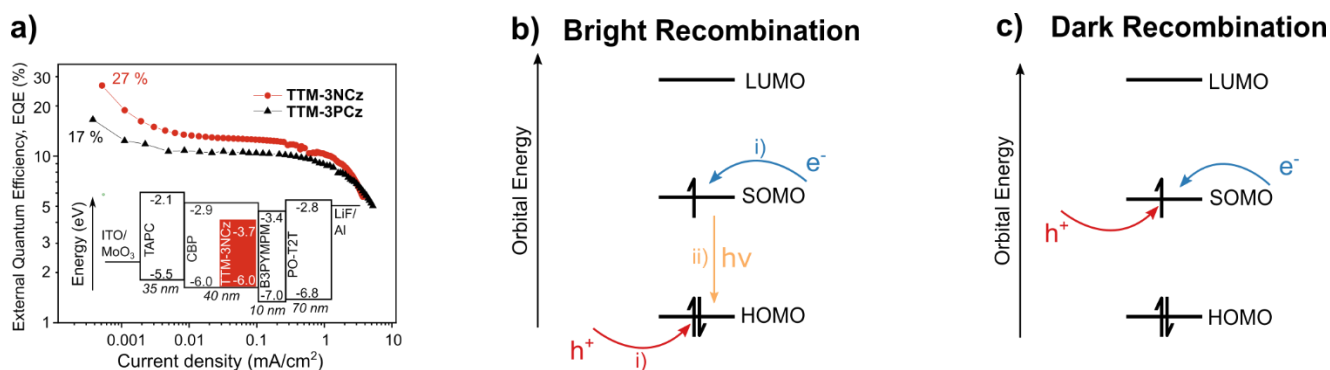 a)
External Quantum Efficiency, EQE (%)
30
20
10
5
4
3
2
1
27 %
17 %
TTM-3NCz
TTM-3PCz
Energy (eV)
ITO/
MoO3
-2.1
TAPC
-5.5
35 nm
-2.9
CBP
-6.0
TTM-3NCz
-3.7
-6.0
40 nm
-3.4
B3PYMPM
-7.0
10 nm
-2.8
PO-T2T
-6.8
70 nm
LiF/
Al
0.001 0.01 0.1 1 10
Current density (mA/cm²)
b) Bright Recombination
Orbital Energy
LUMO
i)
e-
SOMO
ii) hν
HOMO
h+ i)
c) Dark Recombination
Orbital Energy
LUMO
e-
SOMO
h+
HOMO